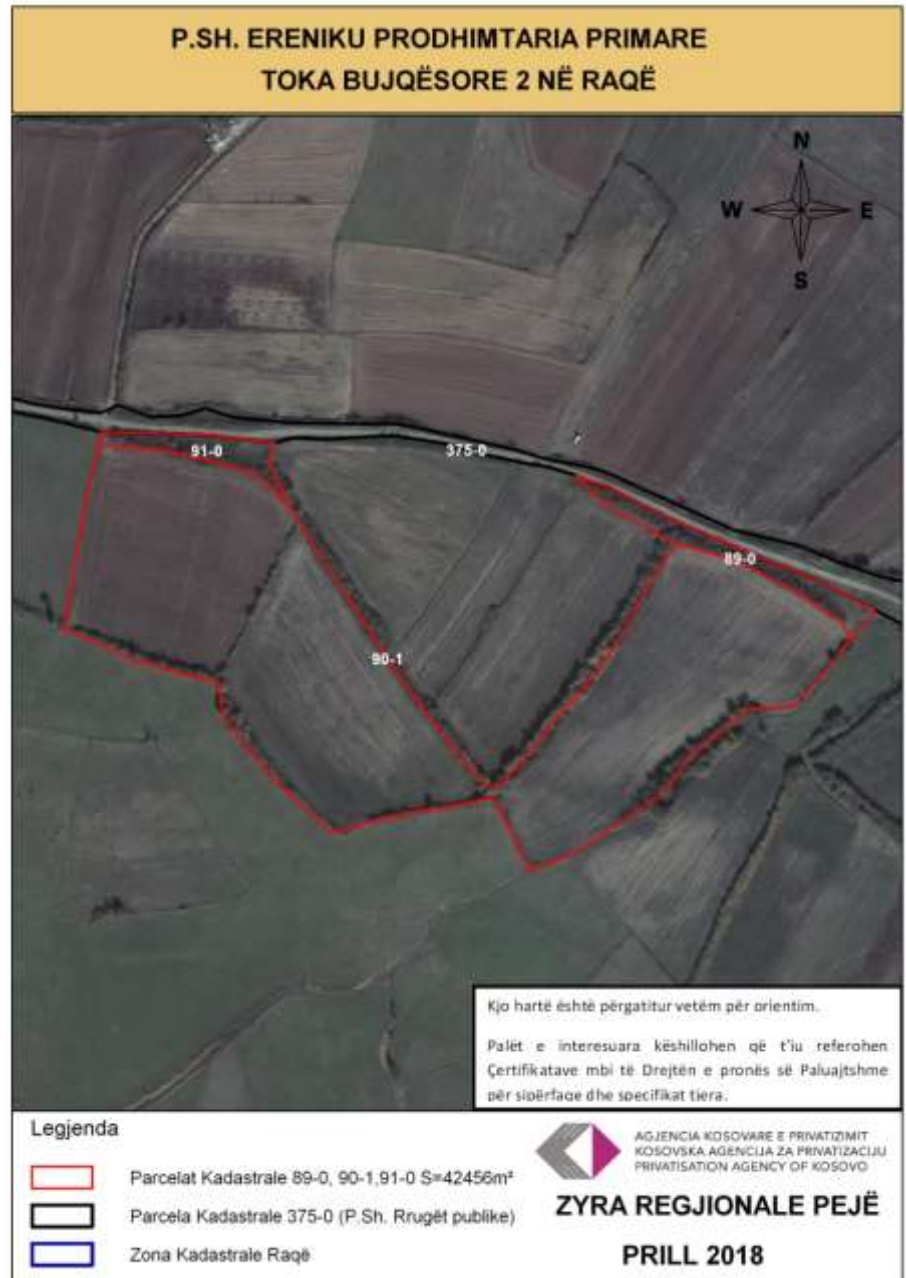 P.SH. ERENIKU PRODHIMTARIA PRIMARE
TOKA BUJQËSORE 2 NË RAQË
N
W E
S
91-0
375-0
89-0
90-1
Kjo hartë është përgatitur vetëm për orientim.
Palët e interesuara këshillohen që t'iu referohen
Çertifikatave mbi të Drejtën e pronës së Paluajtshme
për sipërfaqe dhe specifikat tjera.
Legjenda
Parcelat Kadastrale 89-0, 90-1,91-0 S=42456m²
Parcela Kadastrale 375-0 (P.Sh. Rrugët publike)
Zona Kadastrale Raqë
AGJENCIA KOSOVARE E PRIVATIZIMIT
KOSOVSKA AGENCIJA ZA PRIVATIZACIJU
PRIVATISATION AGENCY OF KOSOVO
ZYRA REGJIONALE PEJË
PRILL 2018